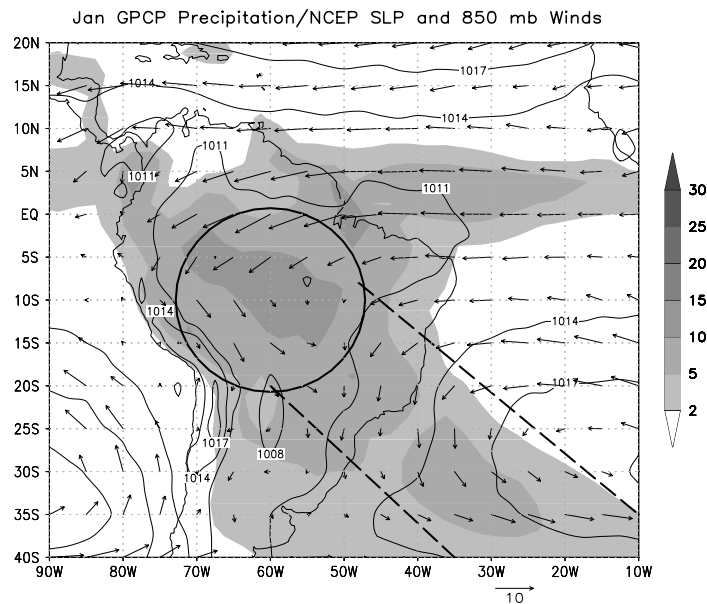 Jan GPCP Precipitation/NCEP SLP and 850 mb Winds
20N
15N
10N
5N
EQ
5S
10S
15S
20S
25S
30S
35S
40S
90W 80W 70W 60W 50W 40W 30W 20W 10W
1017
1014
1014
1011
1011
1011
1014
1014
1017
1017
1008
1014
30
25
20
15
10
5
2
10